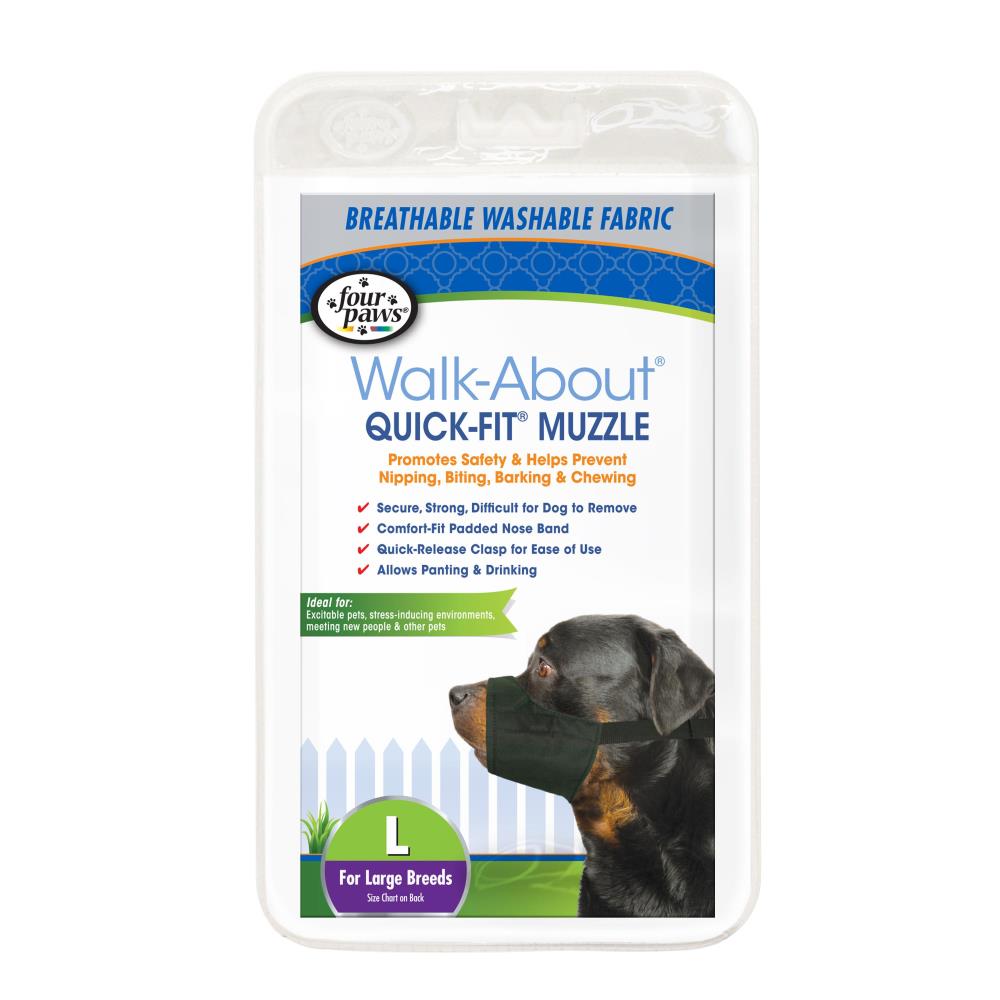 BREATHABLE WASHABLE FABRIC
four
paws®
Walk-About®
QUICK-FIT® MUZZLE
Promotes Safety & Helps Prevent
Nipping, Biting, Barking & Chewing
✔ Secure, Strong, Difficult for Dog to Remove
✔ Comfort-Fit Padded Nose Band
✔ Quick-Release Clasp for Ease of Use
✔ Allows Panting & Drinking
Ideal for:
Excitable pets, stress-inducing environments,
meeting new people & other pets
L
For Large Breeds
Size Chart on Back